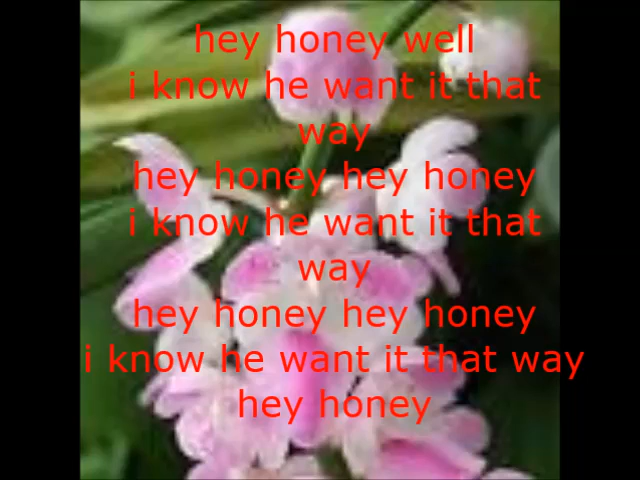 hey honey well
i know he want it that
way
hey honey hey honey
i know he want it that
way
hey honey hey honey
i know he want it that way
hey honey